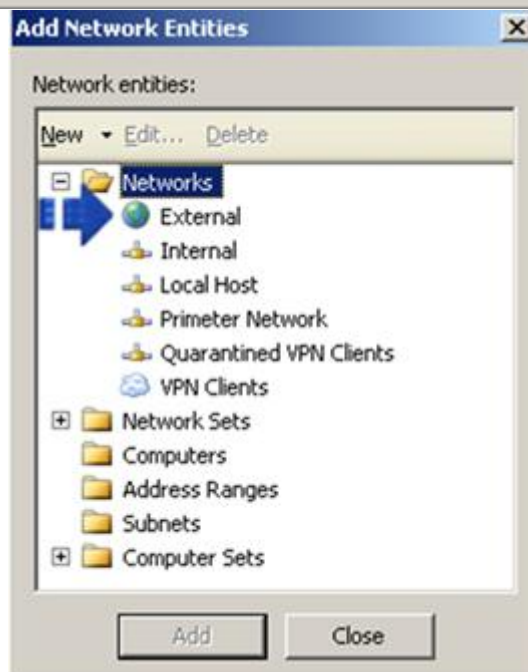 Add Network Entities
Network entities:
New Edit... Delete
Networks
External
Internal
Local Host
Primeter Network
Quarantined VPN Clients
VPN Clients
Network Sets
Computers
Address Ranges
Subnets
Computer Sets
Add Close